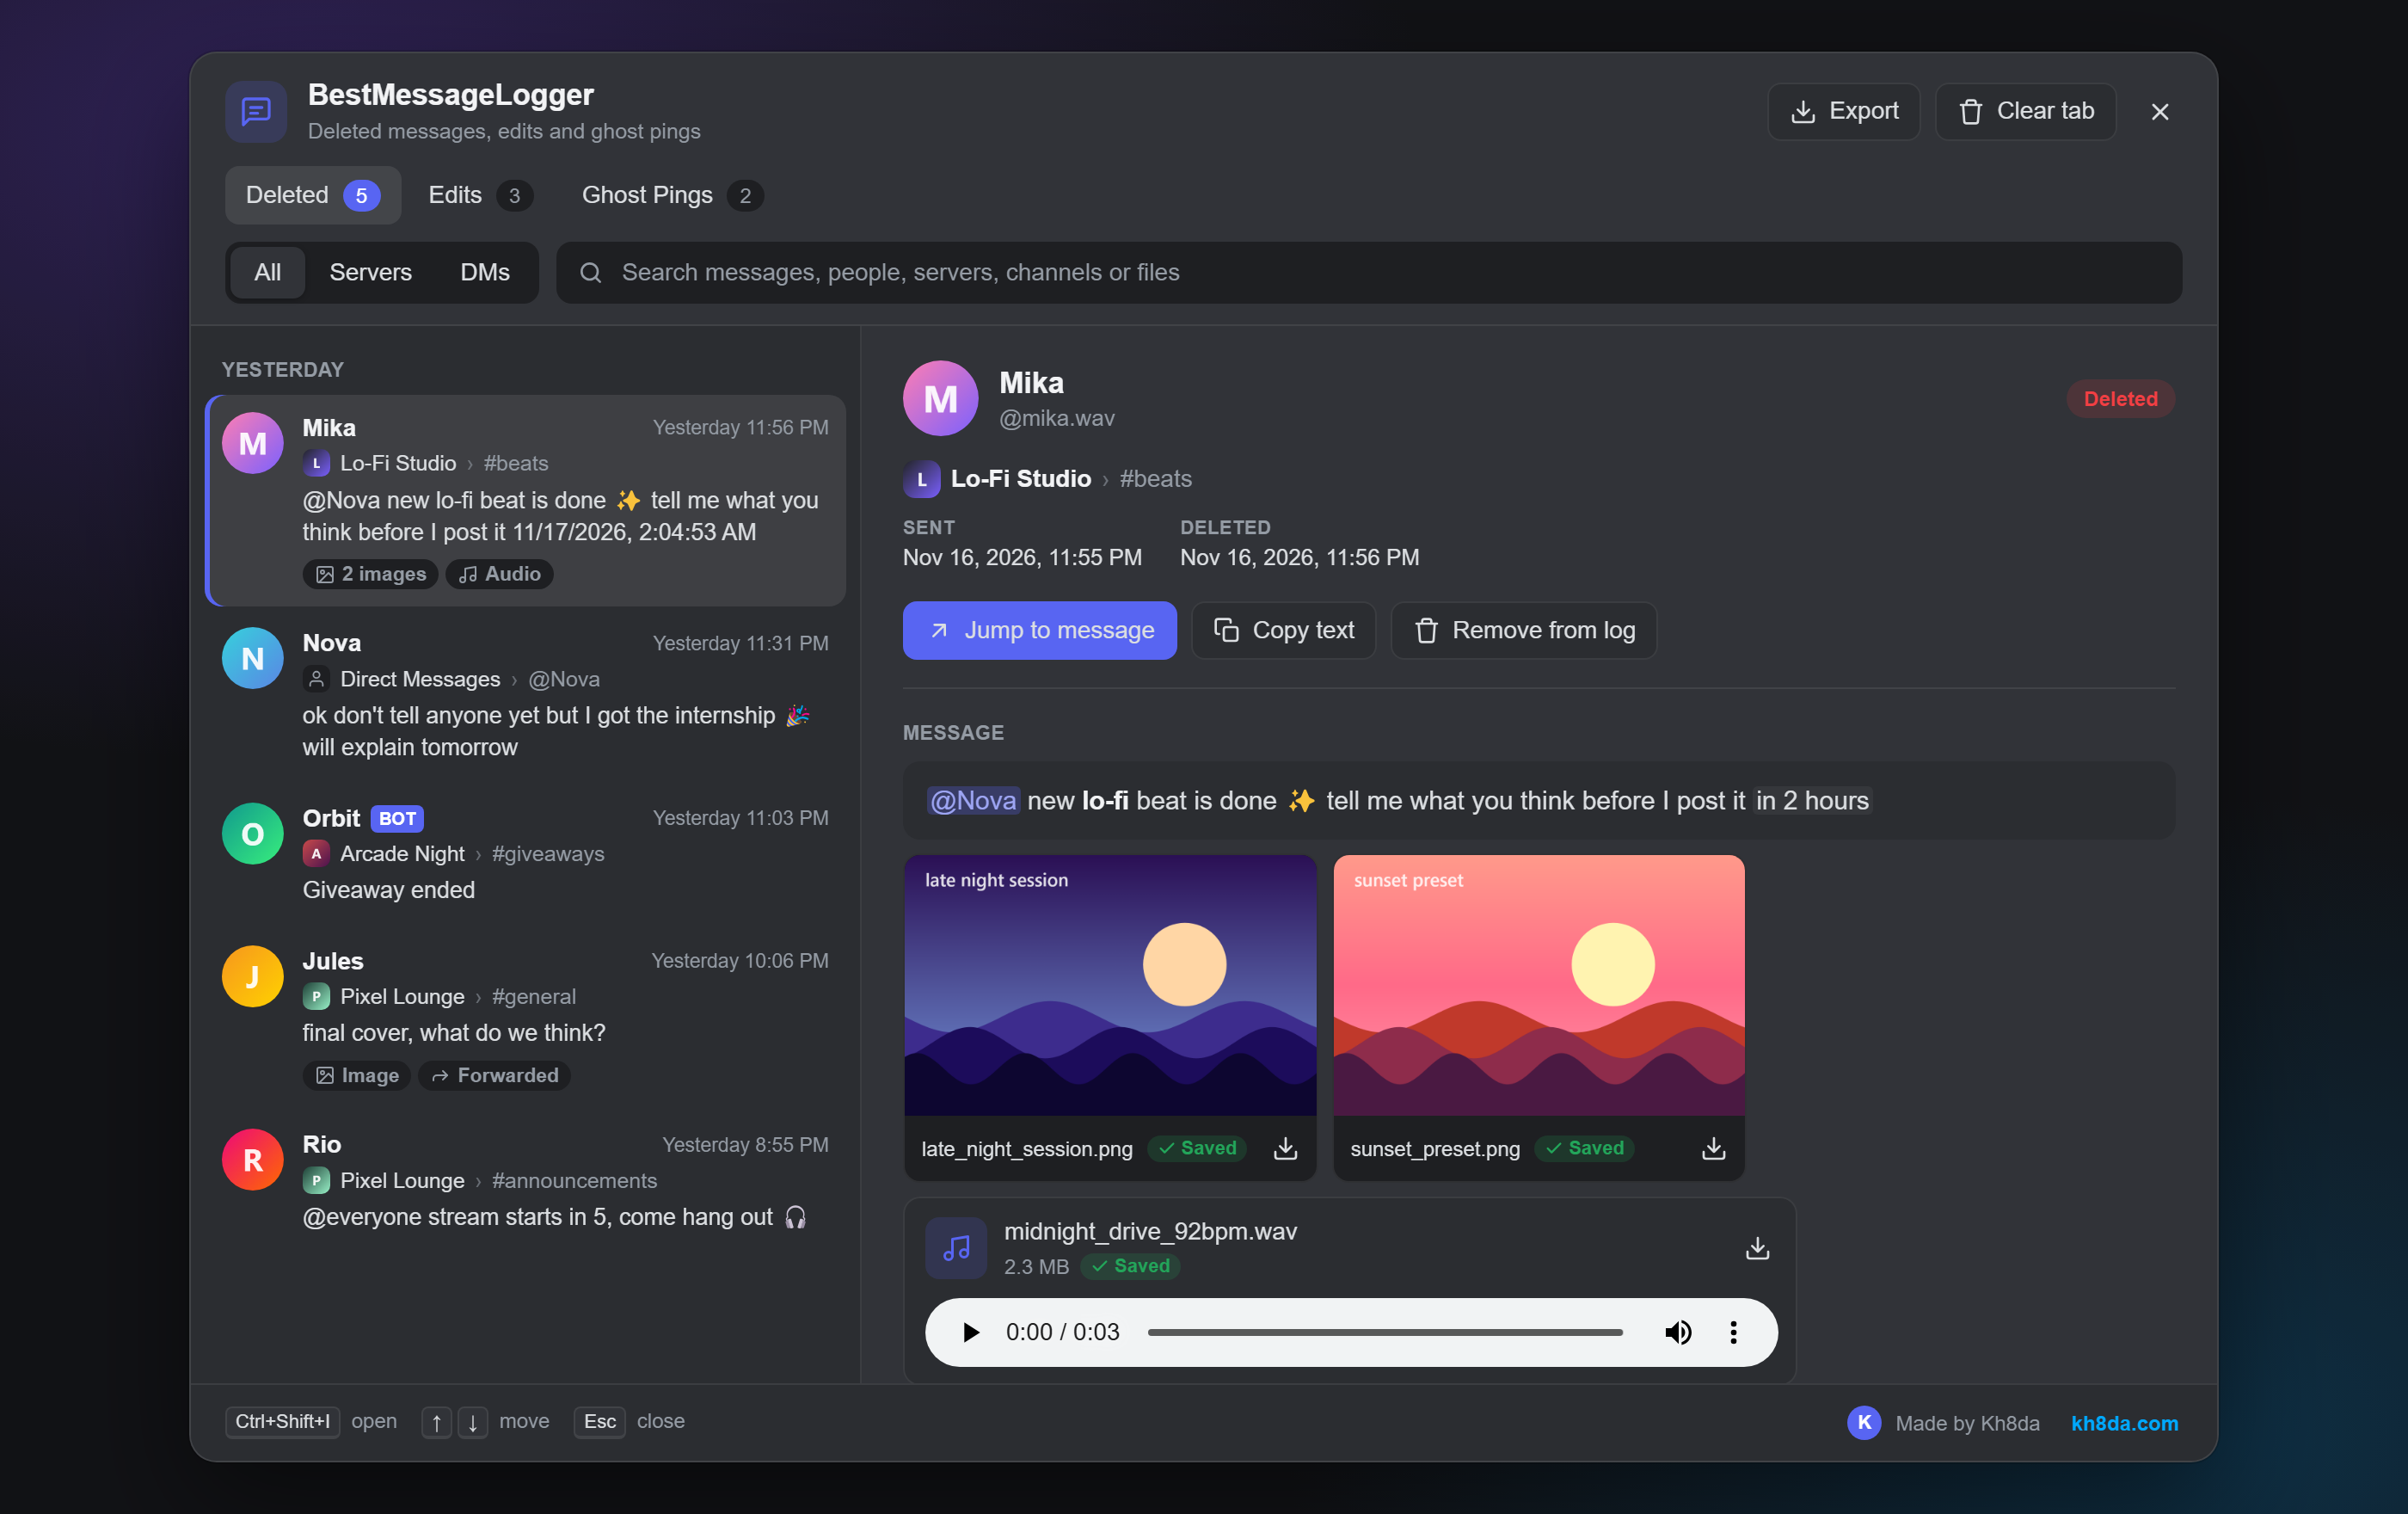 BestMessageLogger
Deleted messages, edits and ghost pings
Export
Clear tab
Deleted 5
Edits 3
Ghost Pings 2
All
Servers
DMs
Search messages, people, servers, channels or files
YESTERDAY
M
Mika
Yesterday 11:56 PM
L Lo-Fi Studio › #beats
@Nova new lo-fi beat is done ✨ tell me what you
think before I post it 11/17/2026, 2:04:53 AM
2 images
Audio
N
Nova
Yesterday 11:31 PM
Direct Messages › @Nova
ok don't tell anyone yet but I got the internship 🎉
will explain tomorrow
O
Orbit BOT
Yesterday 11:03 PM
A Arcade Night › #giveaways
Giveaway ended
J
Jules
Yesterday 10:06 PM
P Pixel Lounge › #general
final cover, what do we think?
Image
Forwarded
R
Rio
Yesterday 8:55 PM
P Pixel Lounge › #announcements
@everyone stream starts in 5, come hang out 🎧
M
Mika
@mika.wav
Deleted
L Lo-Fi Studio › #beats
SENT
Nov 16, 2026, 11:55 PM
DELETED
Nov 16, 2026, 11:56 PM
Jump to message
Copy text
Remove from log
MESSAGE
@Nova new lo-fi beat is done ✨ tell me what you think before I post it in 2 hours
late night session
late_night_session.png
Saved
sunset preset
sunset_preset.png
Saved
midnight_drive_92bpm.wav
2.3 MB
Saved
0:00 / 0:03
Ctrl+Shift+I open
↑ ↓ move
Esc close
K Made by Kh8da
kh8da.com